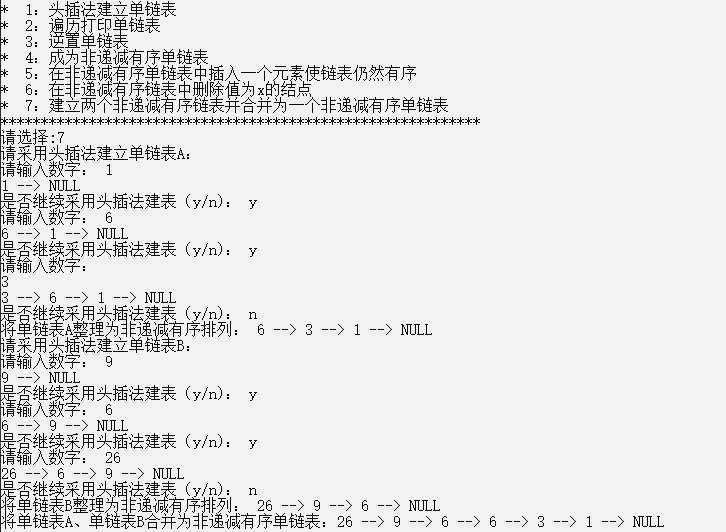 *  1：头插法建立单链表
*  2：遍历打印单链表
*  3：逆置单链表
*  4：成为非递减有序单链表
*  5：在非递减有序单链表中插入一个元素使链表仍然有序
*  6：在非递减有序链表中删除值为x的结点
*  7：建立两个非递减有序链表并合并为一个非递减有序单链表
************************************************************
请选择:7
请采用头插法建立单链表A：
请输入数字： 1
1 --> NULL
是否继续采用头插法建表（y/n）： y
请输入数字： 6
6 --> 1 --> NULL
是否继续采用头插法建表（y/n）： y
请输入数字：
3
3 --> 6 --> 1 --> NULL
是否继续采用头插法建表（y/n）： n
将单链表A整理为非递减有序排列： 6 --> 3 --> 1 --> NULL
请采用头插法建立单链表B：
请输入数字： 9
9 --> NULL
是否继续采用头插法建表（y/n）： y
请输入数字： 6
6 --> 9 --> NULL
是否继续采用头插法建表（y/n）： y
请输入数字： 26
26 --> 6 --> 9 --> NULL
是否继续采用头插法建表（y/n）： n
将单链表B整理为非递减有序排列： 26 --> 9 --> 6 --> NULL
将单链表A、单链表B合并为非递减有序单链表：26 --> 9 --> 6 --> 6 --> 3 --> 1 --> NULL